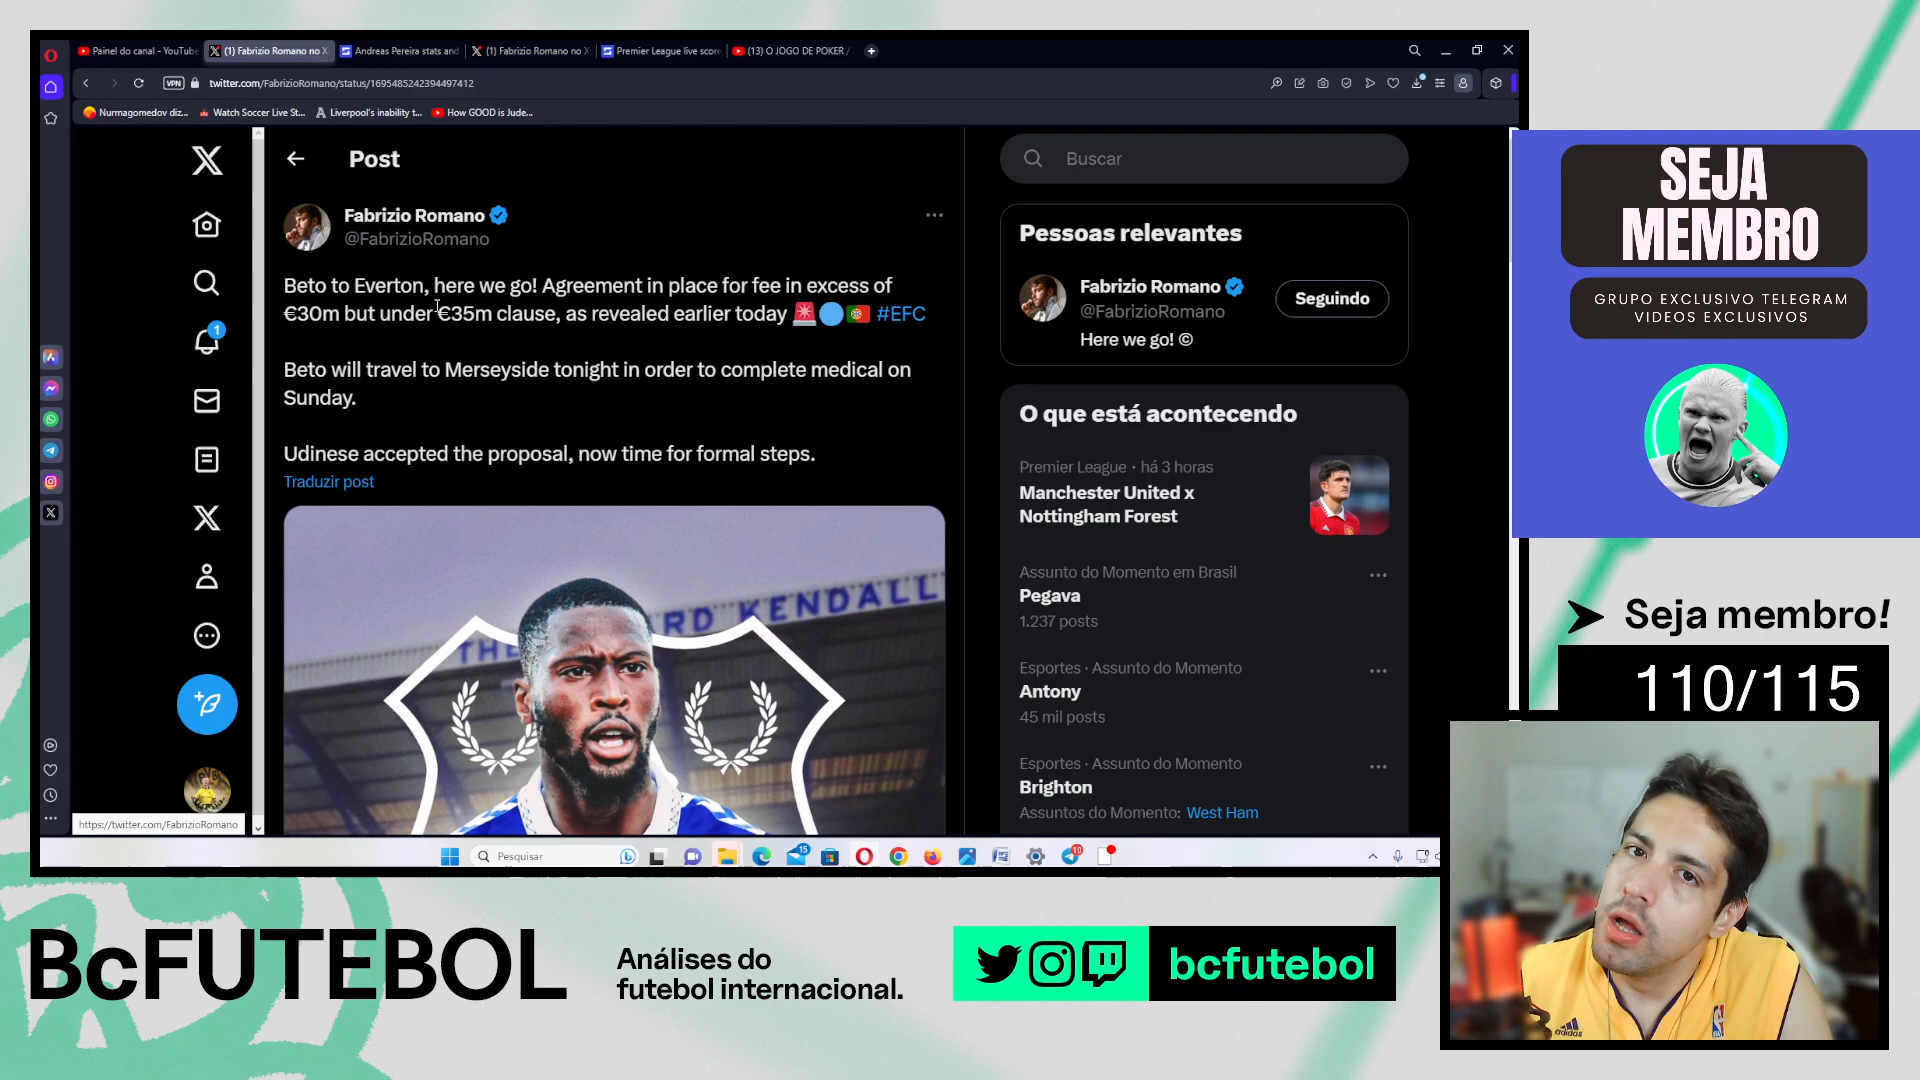 Painel do canal - YouTube
(1) Fabrizio Romano no X
Andreas Pereira stats and
(1) Fabrizio Romano no X
Premier League live score
(13) O JOGO DE POKER /
VPN
twitter.com/FabrizioRomano/status/1695485242394497412
Nurmagomedov diz...
Watch Soccer Live St...
Liverpool's inability t...
How GOOD is Jude...
Post
Buscar
Fabrizio Romano
@FabrizioRomano
Beto to Everton, here we go! Agreement in place for fee in excess of
€30m but under €35m clause, as revealed earlier today 🚨🔵🇵🇹 #EFC
Beto will travel to Merseyside tonight in order to complete medical on
Sunday.
Udinese accepted the proposal, now time for formal steps.
Traduzir post
THE
RD KENDALL
1
https://twitter.com/FabrizioRomano
Pessoas relevantes
Fabrizio Romano
@FabrizioRomano
Seguindo
Here we go! ©
O que está acontecendo
Premier League · há 3 horas
Manchester United x
Nottingham Forest
Assunto do Momento em Brasil
Pegava
1.237 posts
Esportes · Assunto do Momento
Antony
45 mil posts
Esportes · Assunto do Momento
Brighton
Assuntos do Momento: West Ham
Pesquisar
15
10
SEJA
MEMBRO
GRUPO EXCLUSIVO TELEGRAM
VIDEOS EXCLUSIVOS
Seja membro!
110/115
adidas
BcFUTEBOL
Análises do
futebol internacional.
bcfutebol